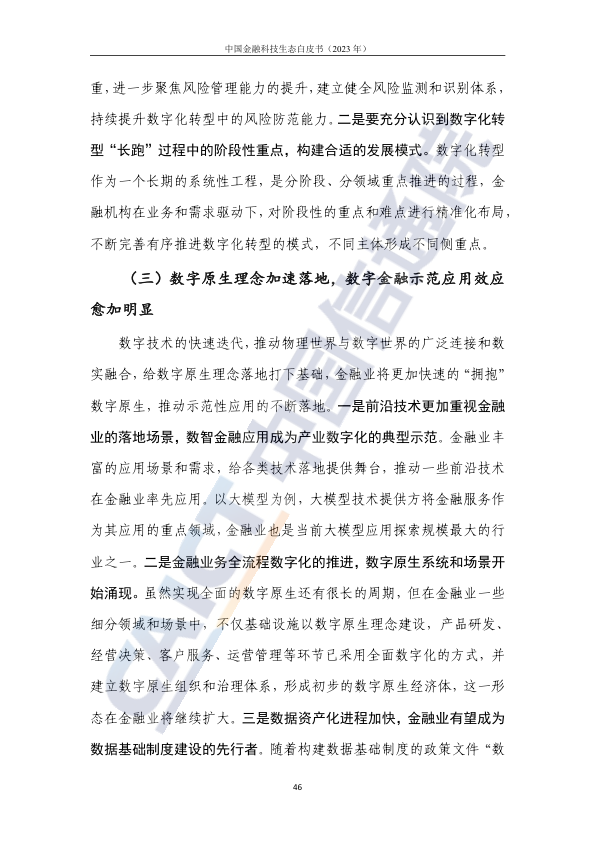 中国金融科技生态白皮书（2023 年）
重，进一步聚焦风险管理能力的提升，建立健全风险监测和识别体系，
持续提升数字化转型中的风险防范能力。二是要充分认识到数字化转
型“长跑”过程中的阶段性重点，构建合适的发展模式。数字化转型
作为一个长期的系统性工程，是分阶段、分领域重点推进的过程，金
融机构在业务和需求驱动下，对阶段性的重点和难点进行精准化布局，
不断完善有序推进数字化转型的模式，不同主体形成不同侧重点。
（三）数字原生理念加速落地，数字金融示范应用效应
愈加明显
数字技术的快速迭代，推动物理世界与数字世界的广泛连接和数
实融合，给数字原生理念落地打下基础，金融业将更加快速的“拥抱”
数字原生，推动示范性应用的不断落地。一是前沿技术更加重视金融
业的落地场景，数智金融应用成为产业数字化的典型示范。金融业丰
富的应用场景和需求，给各类技术落地提供舞台，推动一些前沿技术
在金融业率先应用。以大模型为例，大模型技术提供方将金融服务作
为其应用的重点领域，金融业也是当前大模型应用探索规模最大的行
业之一。二是金融业务全流程数字化的推进，数字原生系统和场景开
始涌现。虽然实现全面的数字原生还有很长的周期，但在金融业一些
细分领域和场景中，不仅基础设施以数字原生理念建设，产品研发、
经营决策、客户服务、运营管理等环节已采用全面数字化的方式，并
建立数字原生组织和治理体系，形成初步的数字原生经济体，这一形
态在金融业将继续扩大。三是数据资产化进程加快，金融业有望成为
数据基础制度建设的先行者。随着构建数据基础制度的政策文件“数
46
CAICT 中国信通院